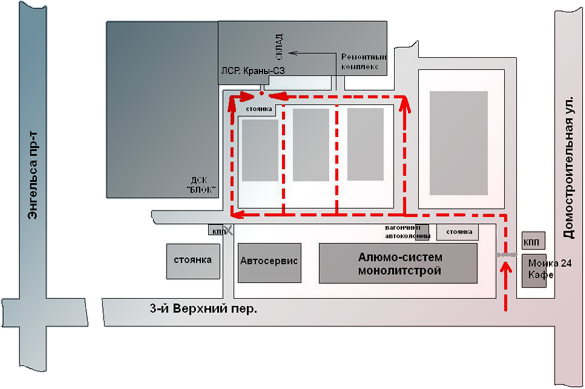 СКЛАД
Ремонтный
комплекс
ЛСР. Краны-СЗ
стоянка
Энгельса пр-т
Домостроительная ул.
ДСК
"БЛОК"
кпп
вагончики
автоколонны
стоянка
кпп
стоянка
Автосервис
Алюмо-систем
монолитстрой
Мойка 24
Кафе
3-й Верхний пер.